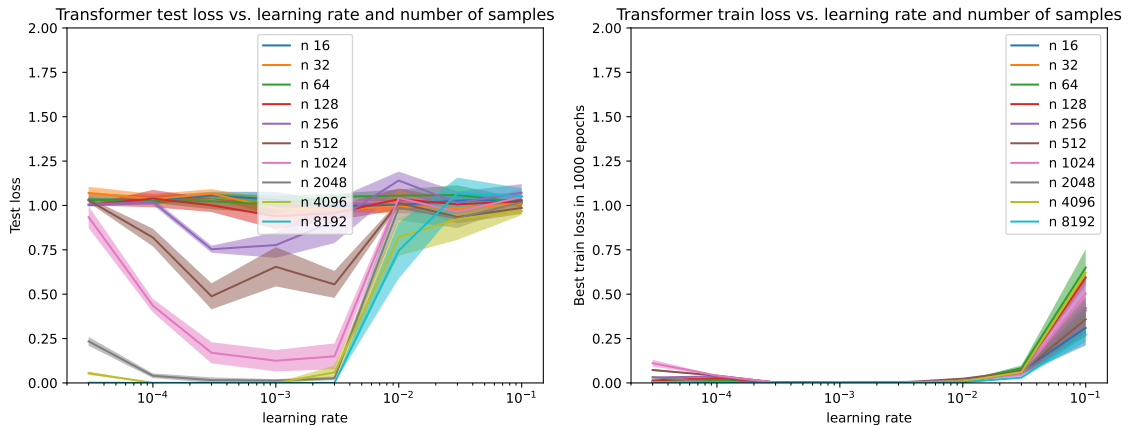 Transformer test loss vs. learning rate and number of samples
2.00
1.75
1.50
1.25
1.00
0.75
0.50
0.25
0.00
Test loss
n 16
n 32
n 64
n 128
n 256
n 512
n 1024
n 2048
n 4096
n 8192
10⁻⁴ 10⁻³ 10⁻² 10⁻¹
learning rate
Transformer train loss vs. learning rate and number of samples
2.00
1.75
1.50
1.25
1.00
0.75
0.50
0.25
0.00
Best train loss in 1000 epochs
n 16
n 32
n 64
n 128
n 256
n 512
n 1024
n 2048
n 4096
n 8192
10⁻⁴ 10⁻³ 10⁻² 10⁻¹
learning rate